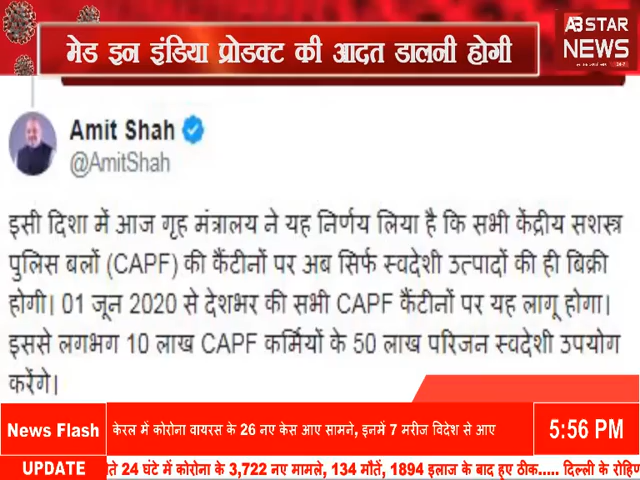 AB STAR
NEWS
मेड इन इंडिया प्रोडक्ट की आदत डालनी होगी
Amit Shah
@AmitShah
इसी दिशा में आज गृह मंत्रालय ने यह निर्णय लिया है कि सभी केंद्रीय सशस्त्र
पुलिस बलों (CAPF) की कैंटीनों पर अब सिर्फ स्वदेशी उत्पादों की ही बिक्री
होगी। 01 जून 2020 से देशभर की सभी CAPF कैंटीनों पर यह लागू होगा।
इससे लगभग 10 लाख CAPF कर्मियों के 50 लाख परिजन स्वदेशी उपयोग
करेंगे।
News Flash
केरल में कोरोना वायरस के 26 नए केस आए सामने, इनमें 7 मरीज विदेश से आए
5:56 PM
UPDATE
ते 24 घंटे में कोरोना के 3,722 नए मामले, 134 मौतें, 1894 इलाज के बाद हुए ठीक..... दिल्ली के रोहिण